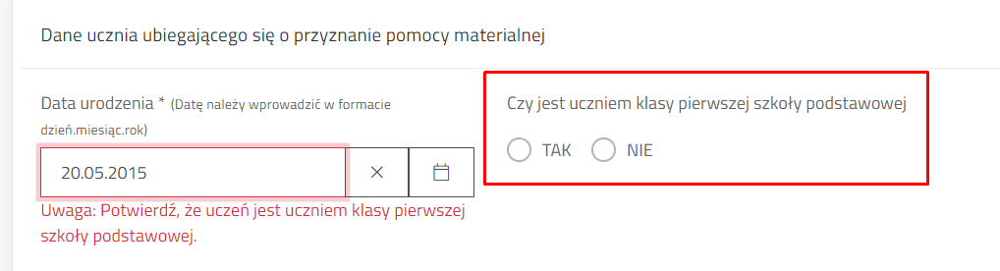 Dane ucznia ubiegającego się o przyznanie pomocy materialnej
Data urodzenia * (Datę należy wprowadzić w formacie
dzień.miesiąc.rok)
20.05.2015
Uwaga: Potwierdź, że uczeń jest uczniem klasy pierwszej
szkoły podstawowej.
Czy jest uczniem klasy pierwszej szkoły podstawowej
TAK NIE